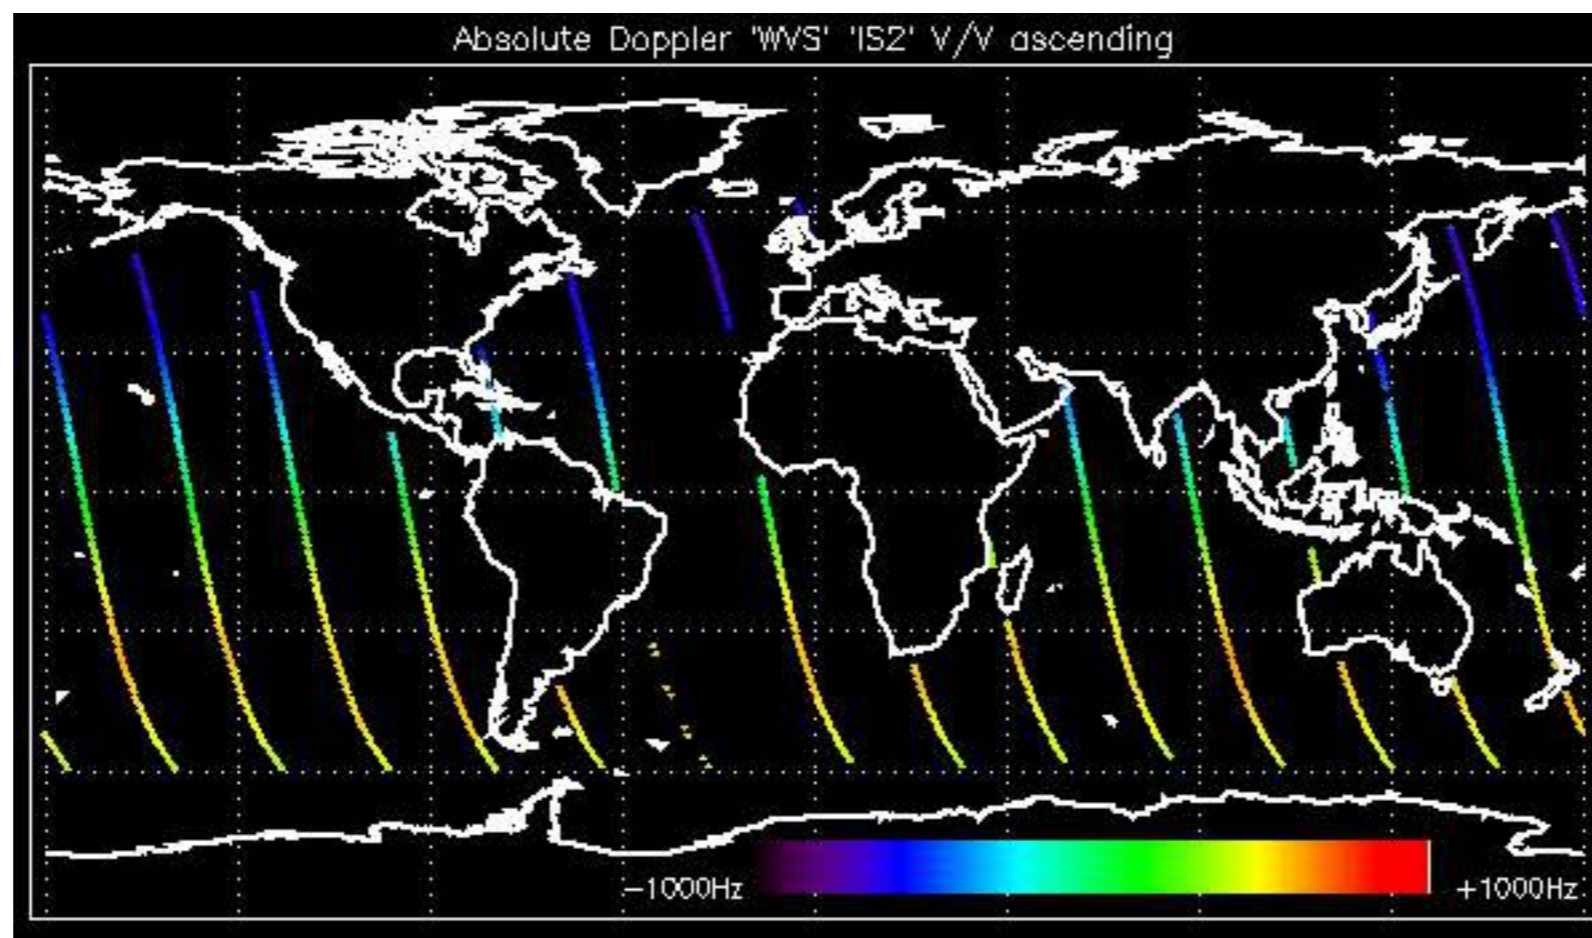 Absolute Doppler 'WVS' 'IS2' V/V ascending
-1000Hz +1000Hz